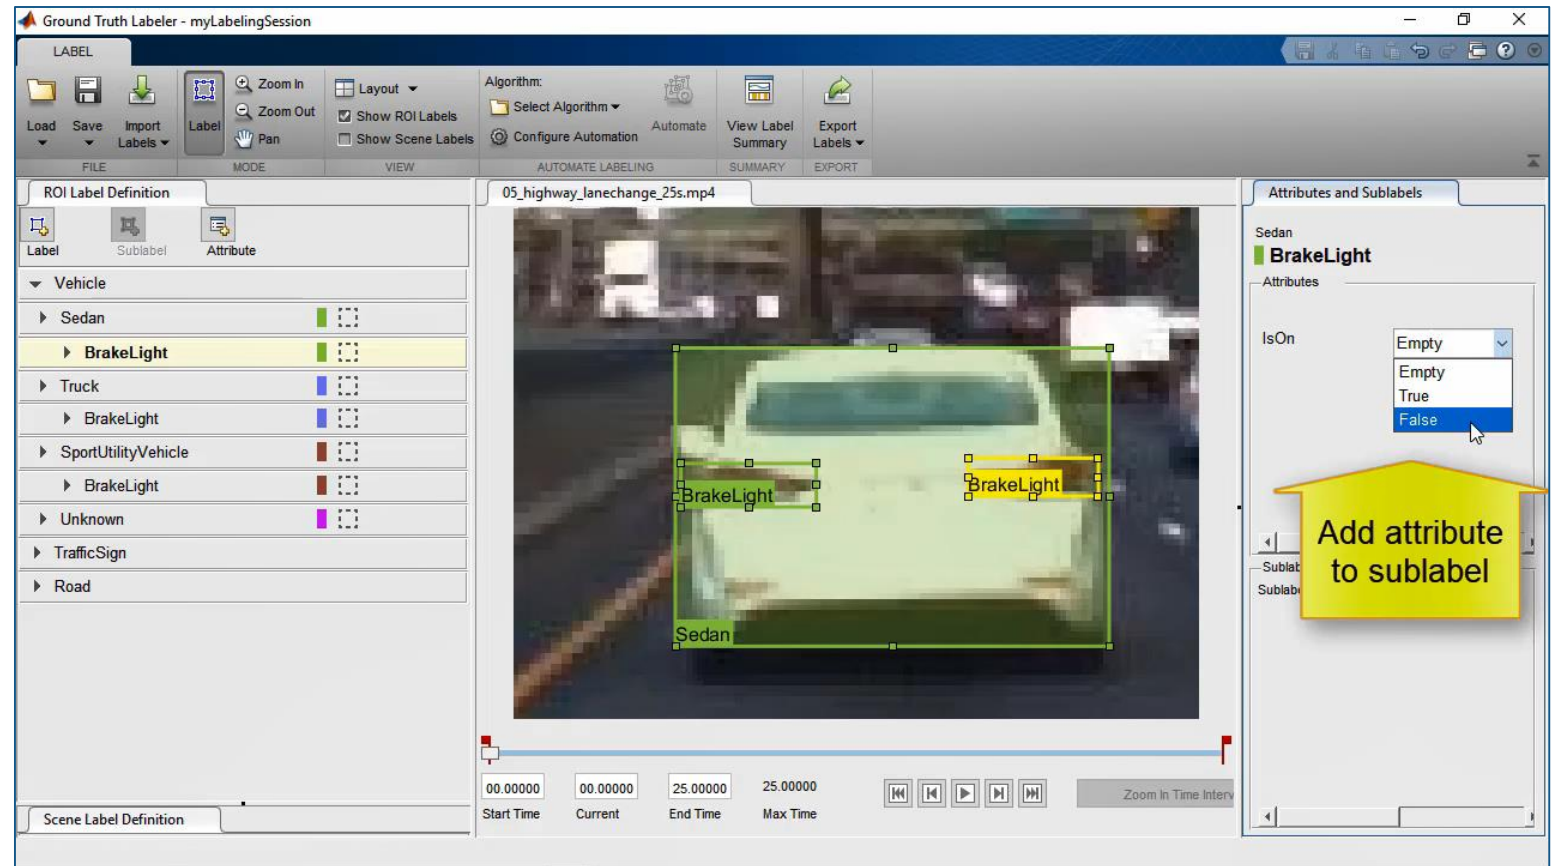 Ground Truth Labeler - myLabelingSession
LABEL
Load
Save
Import
Labels
FILE
Label
Zoom In
Zoom Out
Pan
MODE
Layout
Show ROI Labels
Show Scene Labels
VIEW
Algorithm:
Select Algorithm
Configure Automation
Automate
AUTOMATE LABELING
View Label
Summary
SUMMARY
Export
Labels
EXPORT
ROI Label Definition
Label
Sublabel
Attribute
Vehicle
Sedan
BrakeLight
Truck
BrakeLight
SportUtilityVehicle
BrakeLight
Unknown
TrafficSign
Road
Scene Label Definition
05_highway_lanechange_25s.mp4
BrakeLight
BrakeLight
Sedan
00.00000 00.00000 25.00000 25.00000
Start Time Current End Time Max Time
Zoom In Time Interv
Attributes and Sublabels
Sedan
BrakeLight
Attributes
IsOn
Empty
Empty
True
False
Add attribute
to sublabel
Sublab
Sublab